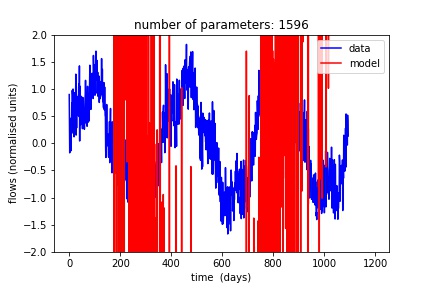 number of parameters: 1596
2.0
1.5
1.0
0.5
0.0
−0.5
−1.0
−1.5
−2.0
flows (normalised units)
data
model
0 200 400 600 800 1000 1200
time (days)